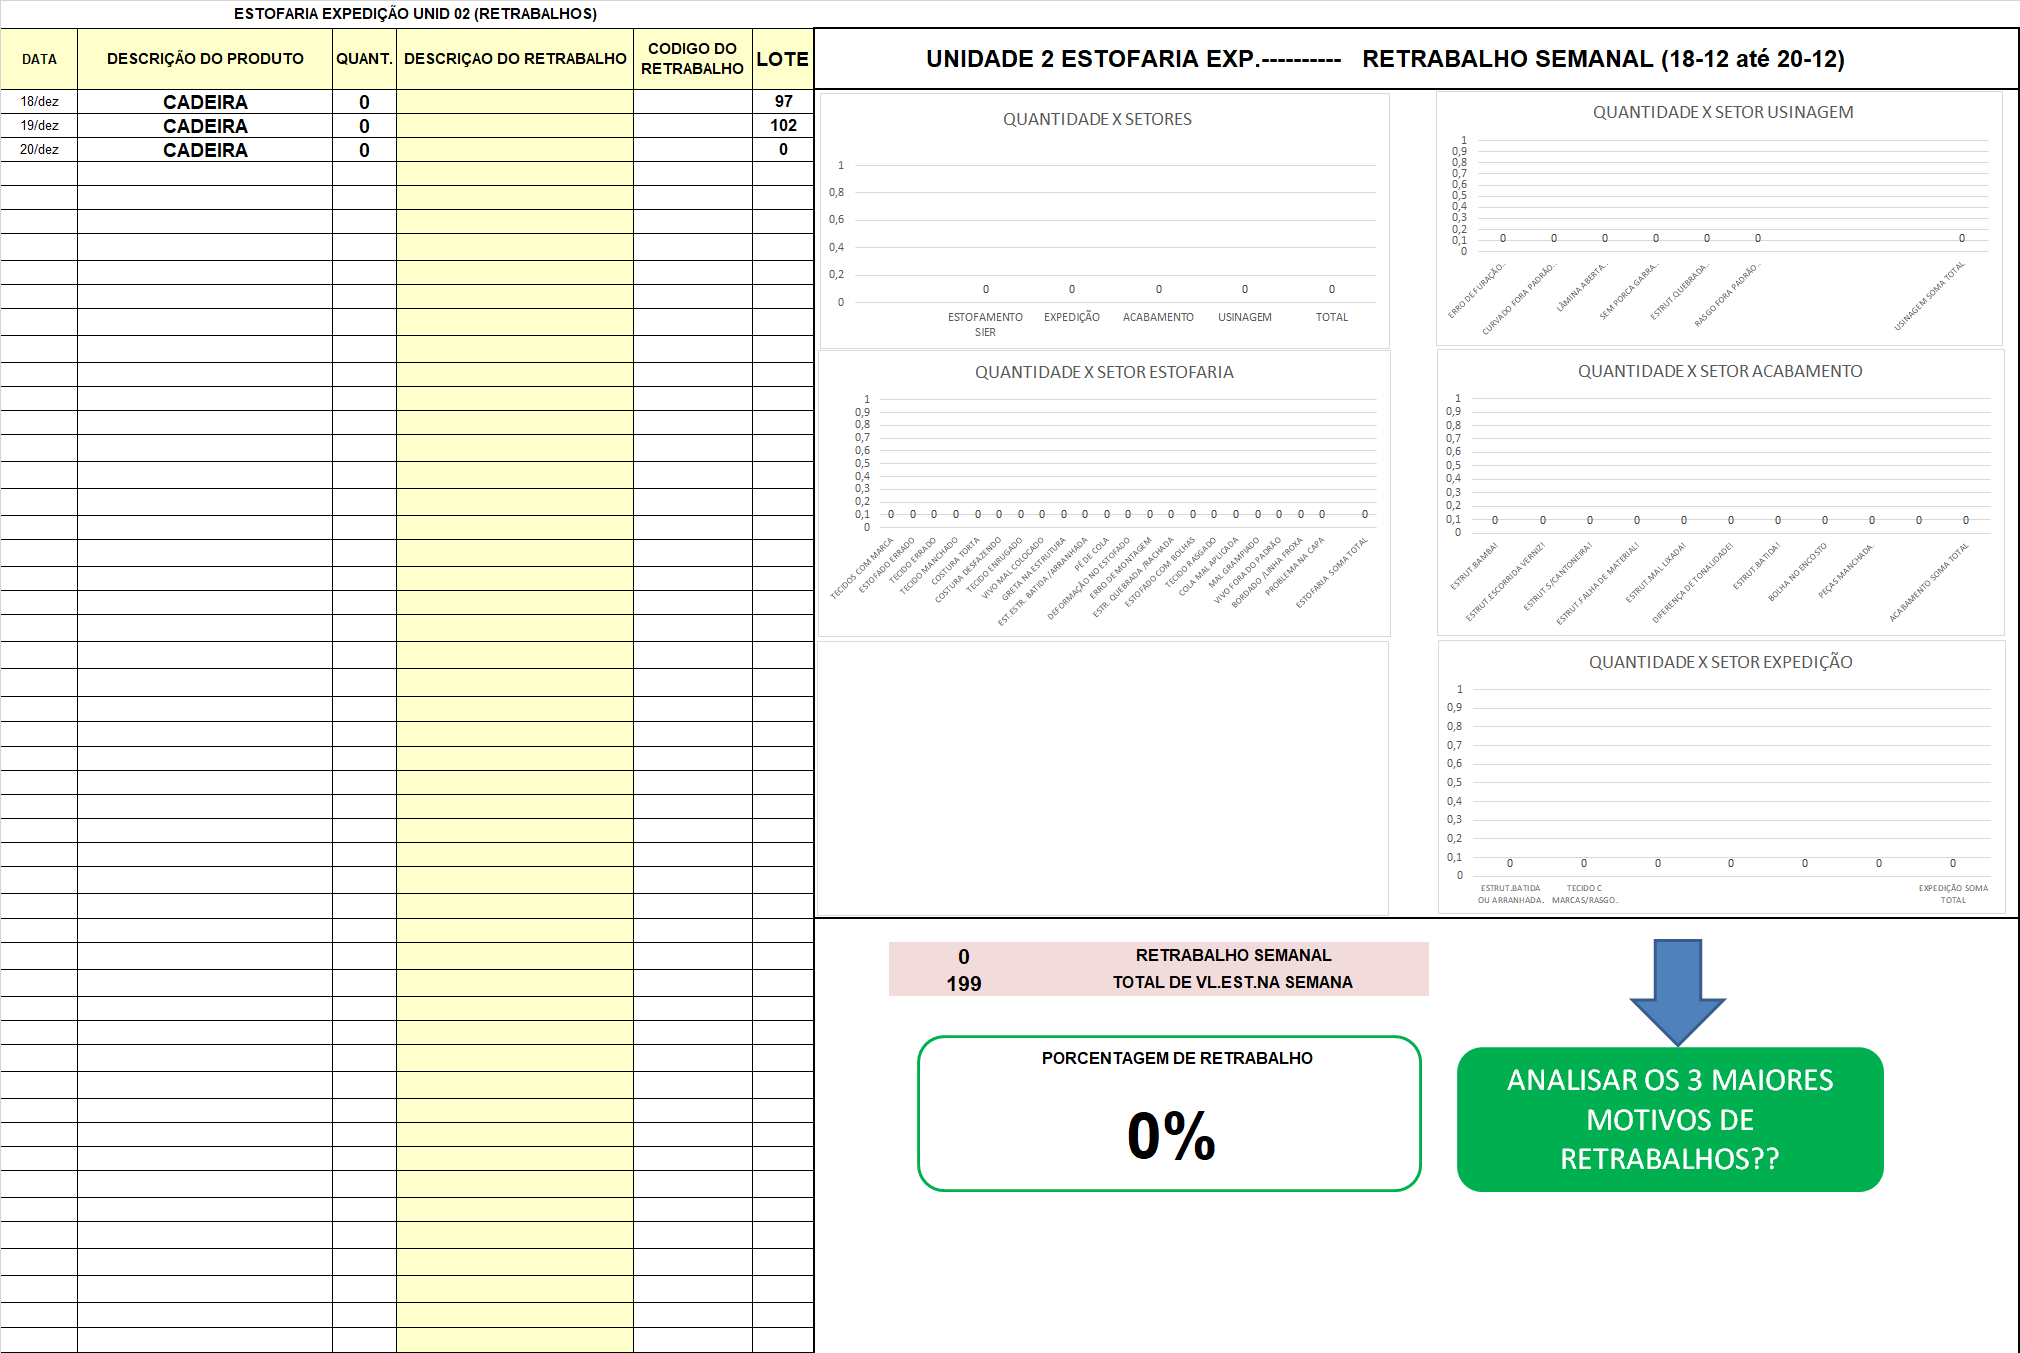 ESTOFARIA EXPEDIÇÃO UNID 02 (RETRABALHOS)
DATA DESCRIÇÃO DO PRODUTO QUANT. DESCRIÇAO DO RETRABALHO CODIGO DO RETRABALHO LOTE
18/dez CADEIRA 0 97
19/dez CADEIRA 0 102
20/dez CADEIRA 0 0
UNIDADE 2 ESTOFARIA EXP.---------- RETRABALHO SEMANAL (18-12 até 20-12)
QUANTIDADE X SETORES
1
0,8
0,6
0,4
0,2
0
0 0 0 0 0
ESTOFAMENTO SIER EXPEDIÇÃO ACABAMENTO USINAGEM TOTAL
QUANTIDADE X SETOR USINAGEM
1
0,9
0,8
0,7
0,6
0,5
0,4
0,3
0,2
0,1
0
0 0 0 0 0 0 0
ERRO DE FURAÇÃO..
CURVADO FORA PADRÃO..
LÂMINA ABERTA..
SEM PORCA GARRA..
ESTRUT.QUEBRADA..
RASGO FORA PADRÃO..
USINAGEM SOMA TOTAL
QUANTIDADE X SETOR ESTOFARIA
1
0,9
0,8
0,7
0,6
0,5
0,4
0,3
0,2
0,1
0
0 0 0 0 0 0 0 0 0 0 0 0 0 0 0 0 0 0 0 0 0 0
TECIDOS COM MARCA
ESTOFADO ERRADO
TECIDO ERRADO
TECIDO MANCHADO
COSTURA TORTA
COSTURA DESFAZENDO
TECIDO ENRUGADO
VIVO MAL COLOCADO
GRETA NA ESTRUTURA
EST.ESTR. BATIDA /ARRANHADA
PÉ DE COLA
DEFORMAÇÃO NO ESTOFADO
ERRO DE MONTAGEM
ESTR. QUEBRADA /RACHADA
ESTOFADO COM BOLHAS
TECIDO RASGADO
COLA MAL APLICADA
MAL GRAMPIADO
VIVO FORA DO PADRÃO
BORDADO /LINHA FROXA
PROBLEMA NA CAPA
ESTOFARIA SOMA TOTAL
QUANTIDADE X SETOR ACABAMENTO
1
0,9
0,8
0,7
0,6
0,5
0,4
0,3
0,2
0,1
0
0 0 0 0 0 0 0 0 0 0 0
ESTRUT.BAMBA!
ESTRUT.ESCORRIDA VERNIZ!
ESTRUT.S/CANTONEIRA!
ESTRUT.FALHA DE MATERIAL!
ESTRUT.MAL LIXADA!
DIFERENÇA DE TONALIDADE!
ESTRUT.BATIDA!
BOLHA NO ENCOSTO
PEÇAS MANCHADA.
ACABAMENTO SOMA TOTAL
QUANTIDADE X SETOR EXPEDIÇÃO
1
0,9
0,8
0,7
0,6
0,5
0,4
0,3
0,2
0,1
0
0 0 0 0 0 0 0
ESTRUT.BATIDA OU ARRANHADA. TECIDO C MARCAS/RASGO. EXPEDIÇÃO SOMA TOTAL
0 RETRABALHO SEMANAL
199 TOTAL DE VL.EST.NA SEMANA
PORCENTAGEM DE RETRABALHO
0%
ANALISAR OS 3 MAIORES
MOTIVOS DE
RETRABALHOS??